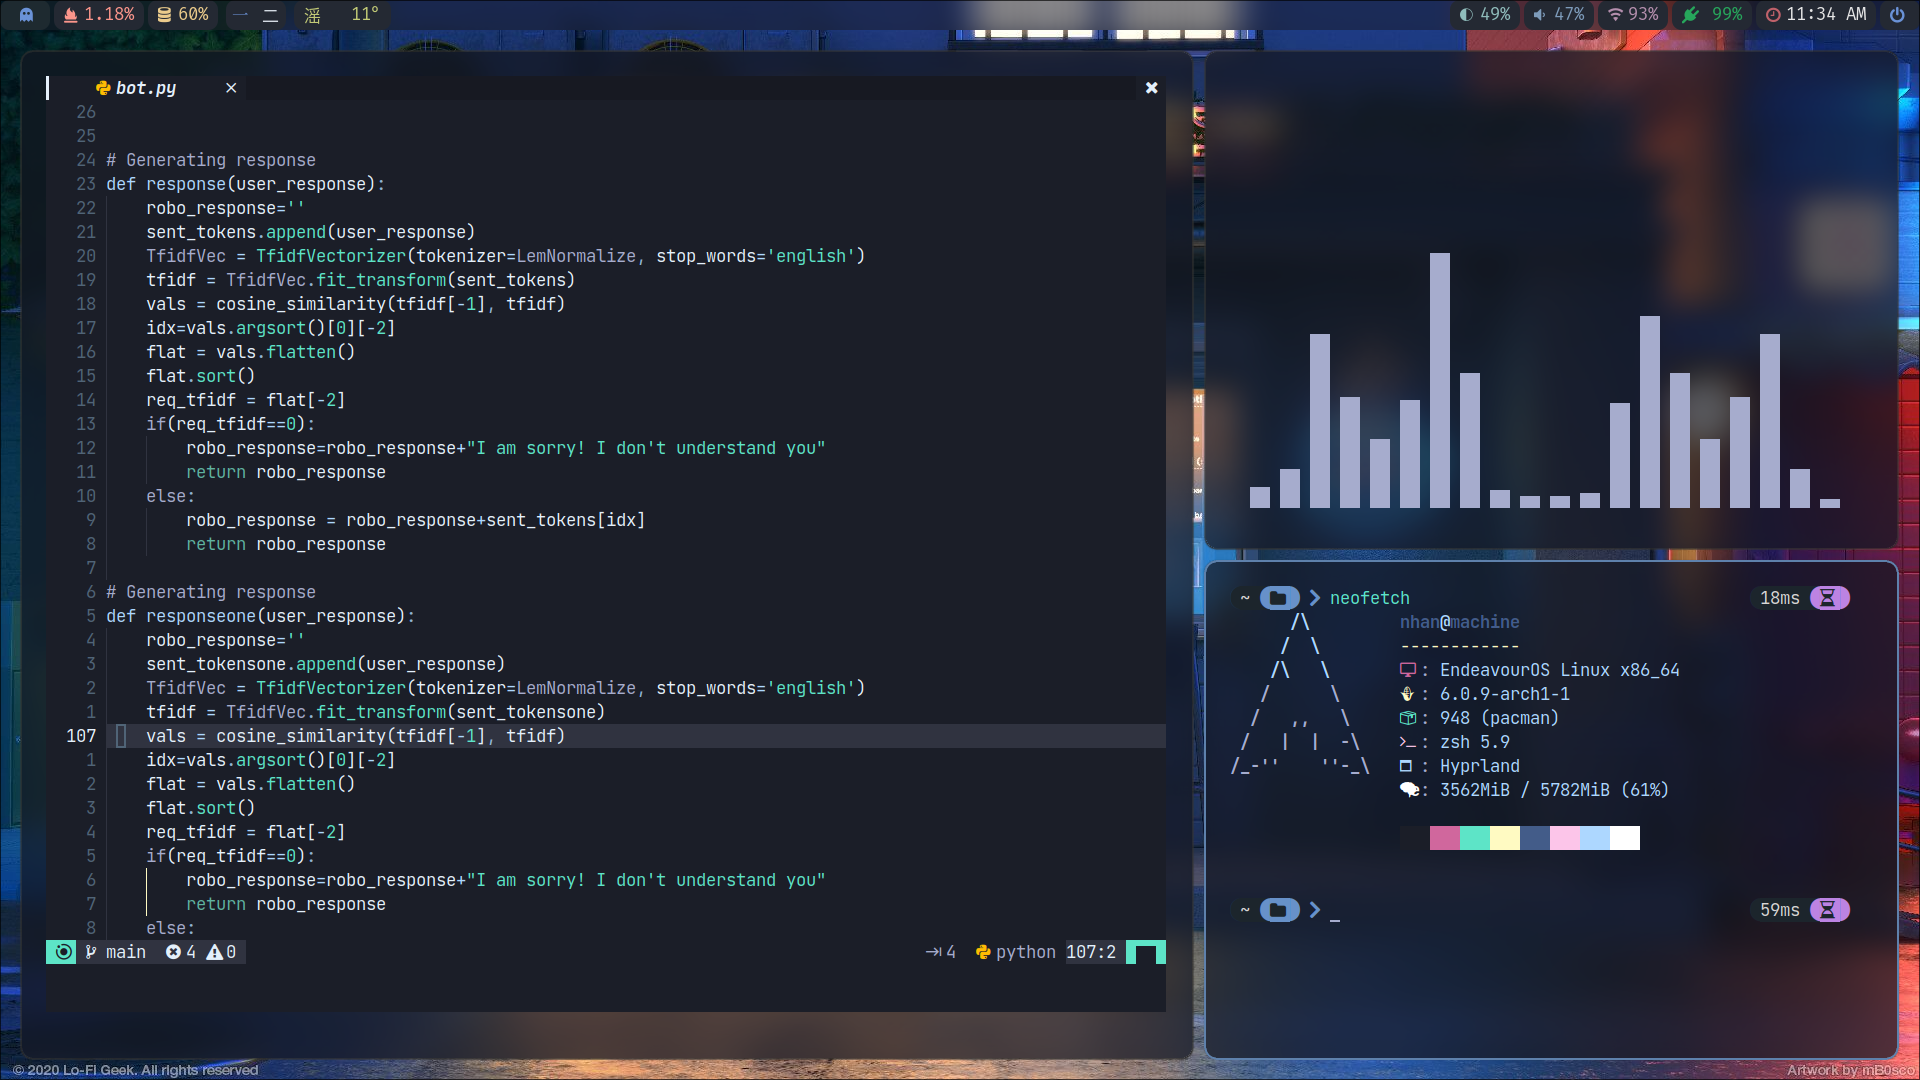 1.18% 60% 一 二 滛 11°
49% 47% 93% 99% 11:34 AM
bot.py ×
26
25
24 # Generating response
23 def response(user_response):
22 robo_response=''
21 sent_tokens.append(user_response)
20 TfidfVec = TfidfVectorizer(tokenizer=LemNormalize, stop_words='english')
19 tfidf = TfidfVec.fit_transform(sent_tokens)
18 vals = cosine_similarity(tfidf[-1], tfidf)
17 idx=vals.argsort()[0][-2]
16 flat = vals.flatten()
15 flat.sort()
14 req_tfidf = flat[-2]
13 if(req_tfidf==0):
12 robo_response=robo_response+"I am sorry! I don't understand you"
11 return robo_response
10 else:
9 robo_response = robo_response+sent_tokens[idx]
8 return robo_response
7
6 # Generating response
5 def responseone(user_response):
4 robo_response=''
3 sent_tokensone.append(user_response)
2 TfidfVec = TfidfVectorizer(tokenizer=LemNormalize, stop_words='english')
1 tfidf = TfidfVec.fit_transform(sent_tokensone)
107 vals = cosine_similarity(tfidf[-1], tfidf)
1 idx=vals.argsort()[0][-2]
2 flat = vals.flatten()
3 flat.sort()
4 req_tfidf = flat[-2]
5 if(req_tfidf==0):
6 robo_response=robo_response+"I am sorry! I don't understand you"
7 return robo_response
8 else:
main 4 0 4 python 107:2
~ neofetch 18ms
nhan@machine
------------
: EndeavourOS Linux x86_64
: 6.0.9-arch1-1
: 948 (pacman)
: zsh 5.9
: Hyprland
: 3562MiB / 5782MiB (61%)
~ _ 59ms
© 2020 Lo-Fi Geek. All rights reserved
Artwork by mB0sco